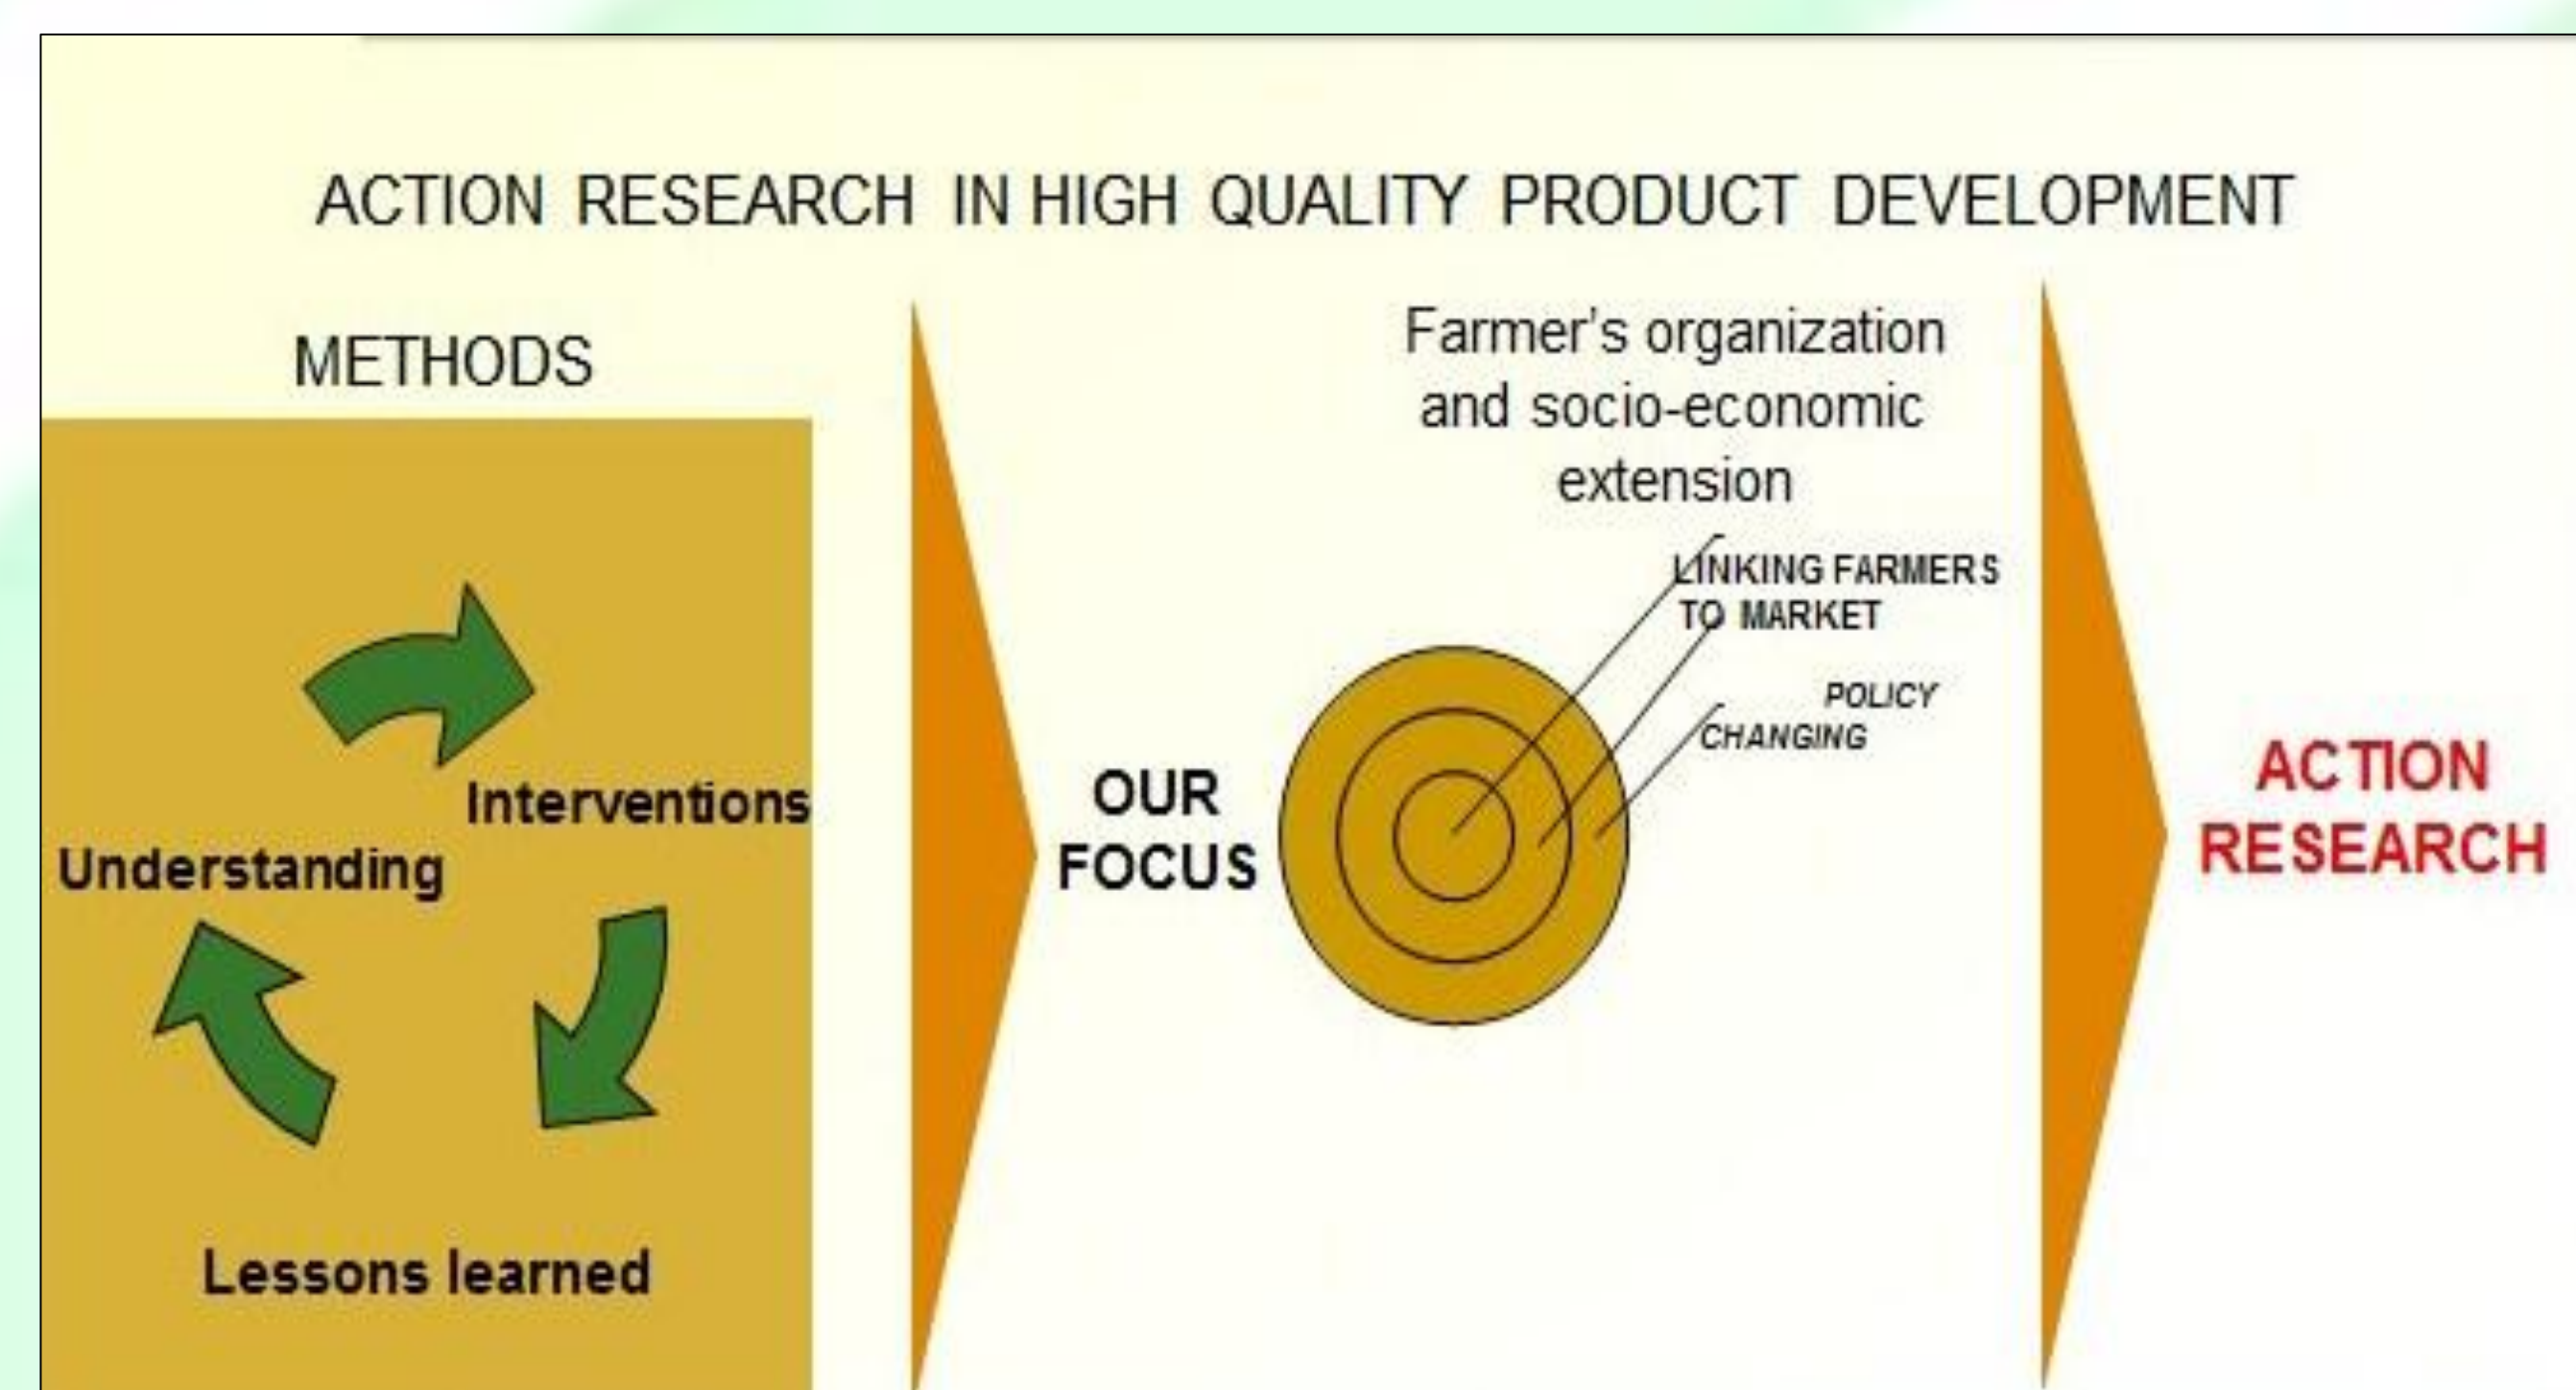 ACTION RESEARCH IN HIGH QUALITY PRODUCT DEVELOPMENT
METHODS
Interventions
Understanding
Lessons learned
OUR
FOCUS
Farmer's organization
and socio-economic
extension
LINKING FARMERS
TO MARKET
POLICY
CHANGING
ACTION
RESEARCH